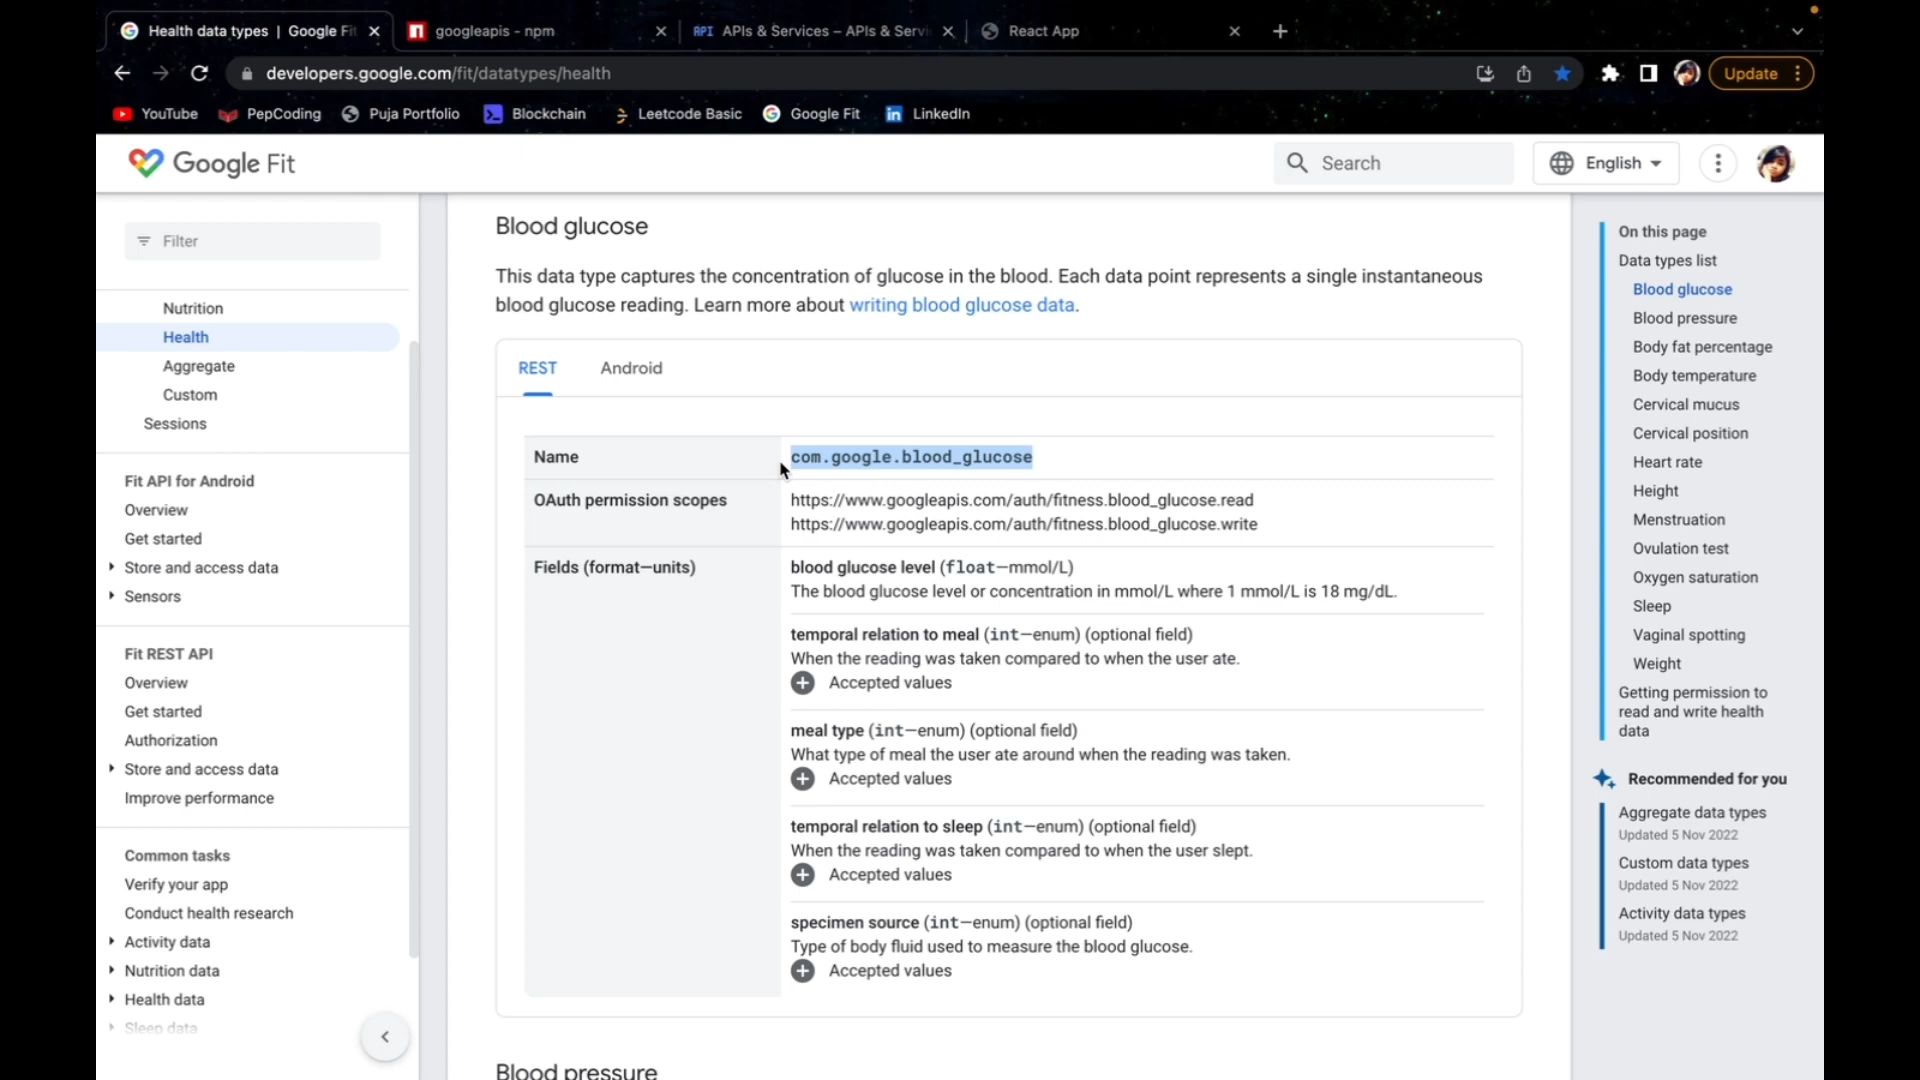 Health data types | Google Fit
googleapis - npm
API APIs & Services – APIs & Servi
React App
developers.google.com/fit/datatypes/health
Update
YouTube
PepCoding
Puja Portfolio
Blockchain
Leetcode Basic
Google Fit
LinkedIn
Google Fit
Search
English
Filter
Nutrition
Health
Aggregate
Custom
Sessions
Fit API for Android
Overview
Get started
Store and access data
Sensors
Fit REST API
Overview
Get started
Authorization
Store and access data
Improve performance
Common tasks
Verify your app
Conduct health research
Activity data
Nutrition data
Health data
Sleep data
Blood glucose
This data type captures the concentration of glucose in the blood. Each data point represents a single instantaneous
blood glucose reading. Learn more about writing blood glucose data.
REST Android
Name com.google.blood_glucose
OAuth permission scopes https://www.googleapis.com/auth/fitness.blood_glucose.read
https://www.googleapis.com/auth/fitness.blood_glucose.write
Fields (format—units) blood glucose level (float—mmol/L)
The blood glucose level or concentration in mmol/L where 1 mmol/L is 18 mg/dL.
temporal relation to meal (int—enum) (optional field)
When the reading was taken compared to when the user ate.
Accepted values
meal type (int—enum) (optional field)
What type of meal the user ate around when the reading was taken.
Accepted values
temporal relation to sleep (int—enum) (optional field)
When the reading was taken compared to when the user slept.
Accepted values
specimen source (int—enum) (optional field)
Type of body fluid used to measure the blood glucose.
Accepted values
Blood pressure
On this page
Data types list
Blood glucose
Blood pressure
Body fat percentage
Body temperature
Cervical mucus
Cervical position
Heart rate
Height
Menstruation
Ovulation test
Oxygen saturation
Sleep
Vaginal spotting
Weight
Getting permission to
read and write health
data
Recommended for you
Aggregate data types
Updated 5 Nov 2022
Custom data types
Updated 5 Nov 2022
Activity data types
Updated 5 Nov 2022